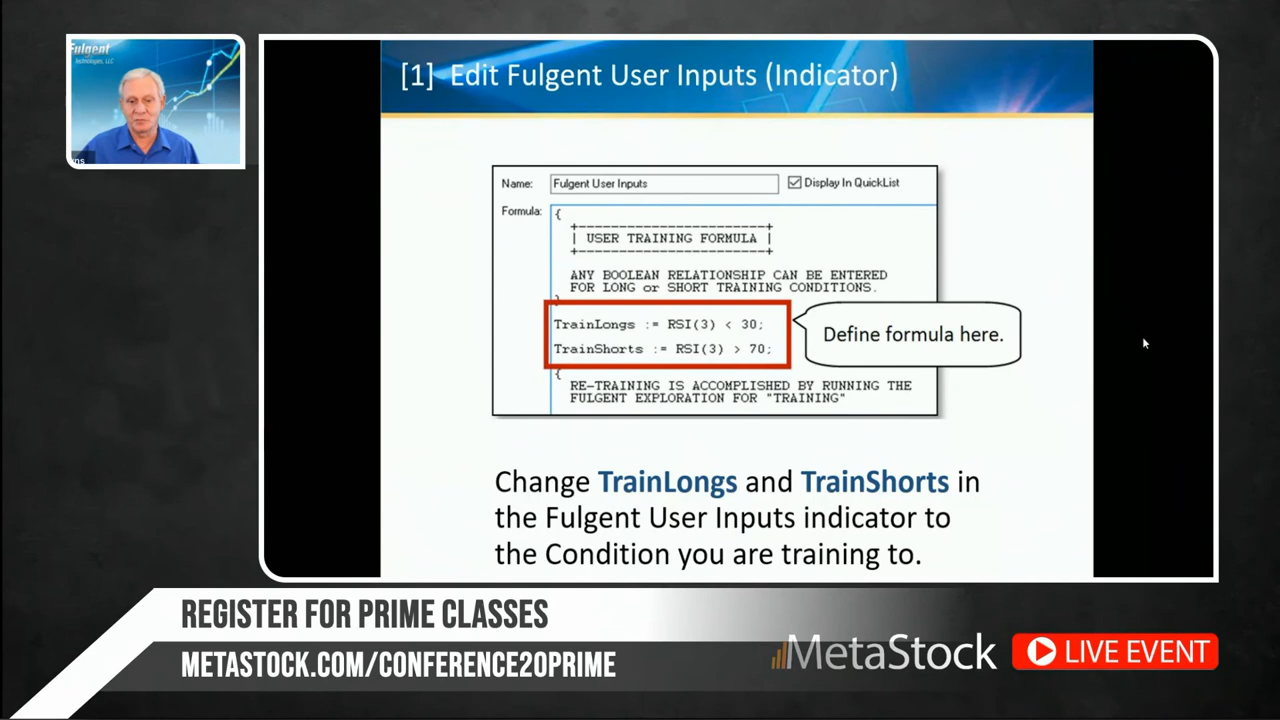 Fulgent
Technologies, LLC
ns
[1] Edit Fulgent User Inputs (Indicator)
Name: Fulgent User Inputs Display In QuickList
Formula: {
+-----------------------+
| USER TRAINING FORMULA |
+-----------------------+
ANY BOOLEAN RELATIONSHIP CAN BE ENTERED
FOR LONG or SHORT TRAINING CONDITIONS.
}
TrainLongs := RSI(3) < 30;
TrainShorts := RSI(3) > 70;
Define formula here.
{
RE-TRAINING IS ACCOMPLISHED BY RUNNING THE
FULGENT EXPLORATION FOR "TRAINING"
Change TrainLongs and TrainShorts in
the Fulgent User Inputs indicator to
the Condition you are training to.
REGISTER FOR PRIME CLASSES
METASTOCK.COM/CONFERENCE20PRIME
MetaStock
LIVE EVENT